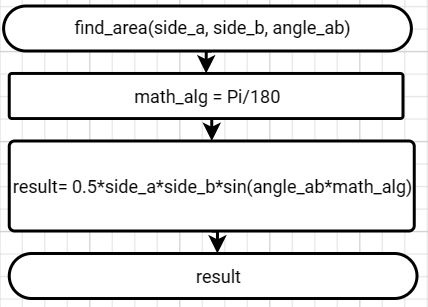 find_area(side_a, side_b, angle_ab)
math_alg = Pi/180
result= 0.5*side_a*side_b*sin(angle_ab*math_alg)
result